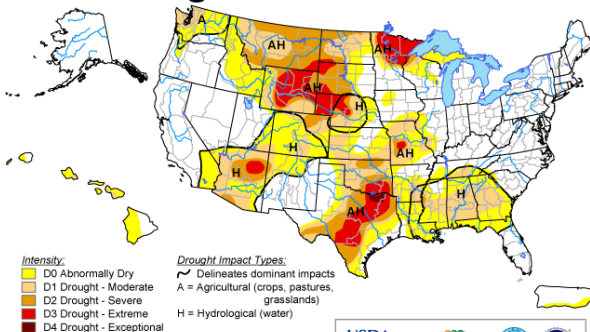 A
AH
AH
AH
H
H
H
AH
H
AH
Intensity:
D0 Abnormally Dry
D1 Drought - Moderate
D2 Drought - Severe
D3 Drought - Extreme
D4 Drought - Exceptional
Drought Impact Types:
Delineates dominant impacts
A = Agricultural (crops, pastures,
grasslands)
H = Hydrological (water)
USDA